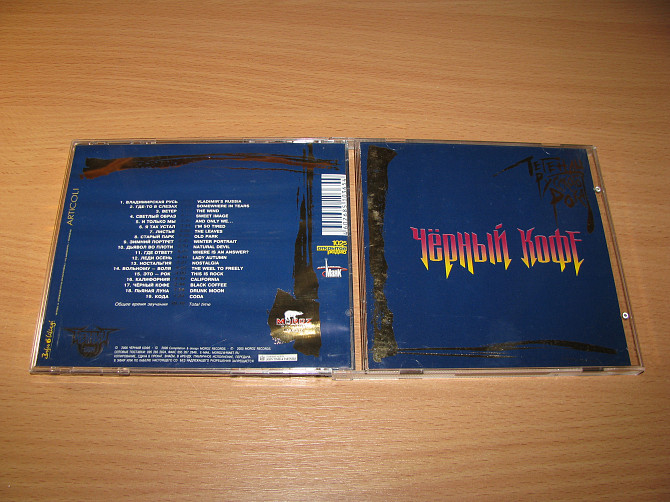 1. ВЛАДИМИРСКАЯ РУСЬ VLADIMIR'S RUSSIA
2. ГДЕ-ТО В СЛЕЗАХ SOMEWHERE IN TEARS
3. ВЕТЕР THE WIND
4. СВЕТЛЫЙ ОБРАЗ SWEET IMAGE
5. И ТОЛЬКО МЫ AND ONLY WE...
6. Я ТАК УСТАЛ I'M SO TIRED
7. ЛИСТЬЯ THE LEAVES
8. СТАРЫЙ ПАРК OLD PARK
9. ЗИМНИЙ ПОРТРЕТ WINTER PORTRAIT
10. ДЬЯВОЛ ВО ПЛОТИ NATURAL DEVIL
11. ГДЕ ОТВЕТ? WHERE IS AN ANSWER?
12. ЛЕДИ ОСЕНЬ LADY AUTUMN
13. НОСТАЛЬГИЯ NOSTALGIA
14. ВОЛЬНОМУ - ВОЛЯ THE WEEL TO FREELY
15. ЭТО - РОК THIS IS ROCK
16. КАЛИФОРНИЯ CALIFORNIA
17. ЧЁРНЫЙ КОФЕ BLACK COFFEE
18. ПЬЯНАЯ ЛУНА DRUNK MOON
19. КОДА CODA
Общее время звучания Total time
ARTICOLI
102.5
открытое
радио
Маяк
ЧЁРНЫЙ КОФЕ